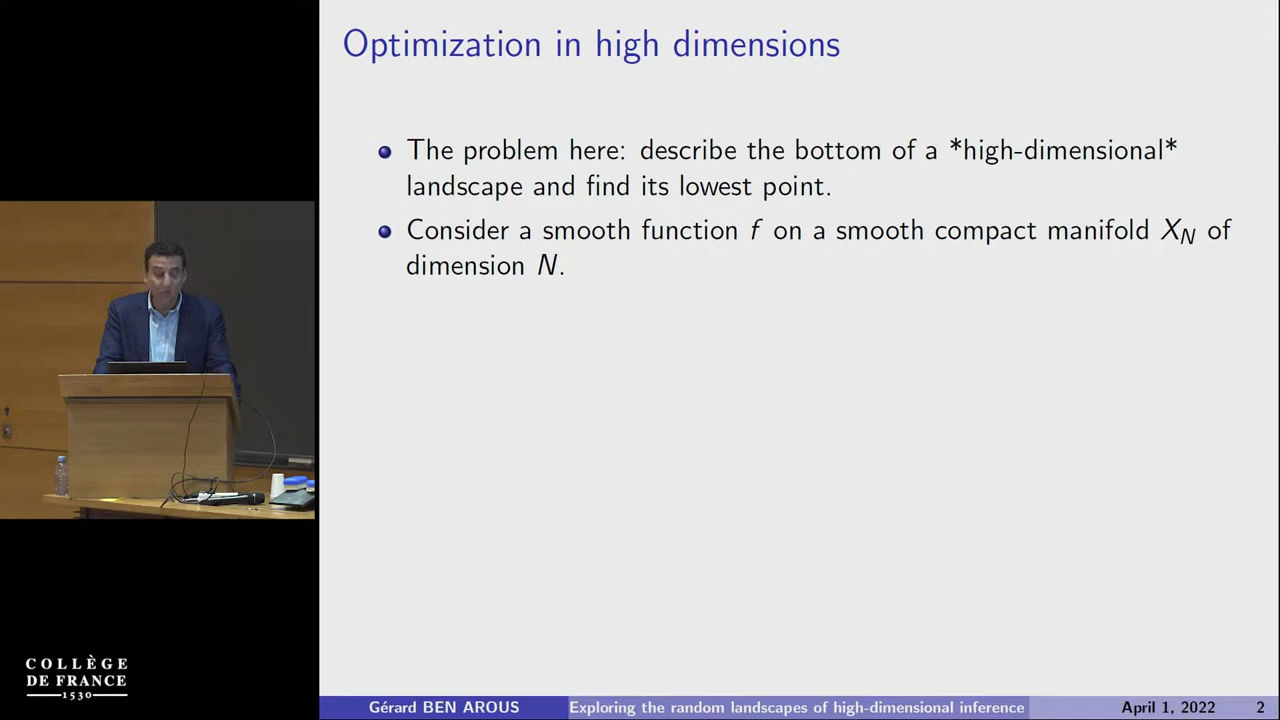 Optimization in high dimensions
The problem here: describe the bottom of a *high-dimensional*
landscape and find its lowest point.
Consider a smooth function f on a smooth compact manifold X_N of
dimension N.
COLLÈGE
DE FRANCE
1530
Gérard BEN AROUS Exploring the random landscapes of high-dimensional inference April 1, 2022 2